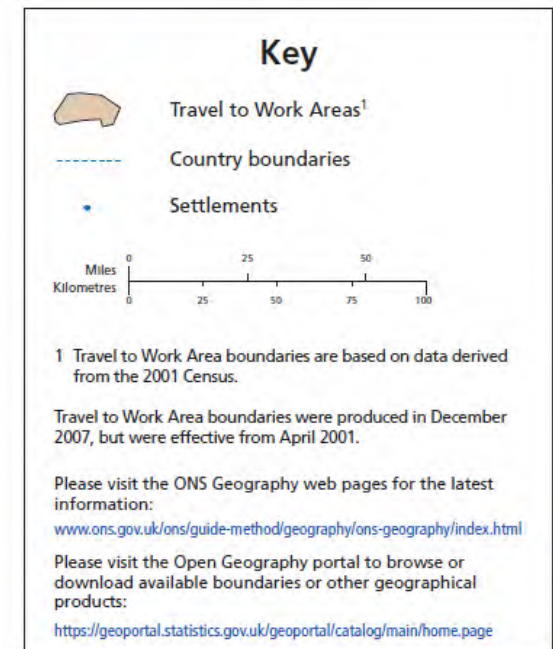 Key
Travel to Work Areas¹
Country boundaries
Settlements
0 25 50
Miles
Kilometres
0 25 50 75 100
1 Travel to Work Area boundaries are based on data derived
from the 2001 Census.
Travel to Work Area boundaries were produced in December
2007, but were effective from April 2001.
Please visit the ONS Geography web pages for the latest
information:
www.ons.gov.uk/ons/guide-method/geography/ons-geography/index.html
Please visit the Open Geography portal to browse or
download available boundaries or other geographical
products:
https://geoportal.statistics.gov.uk/geoportal/catalog/main/home.page